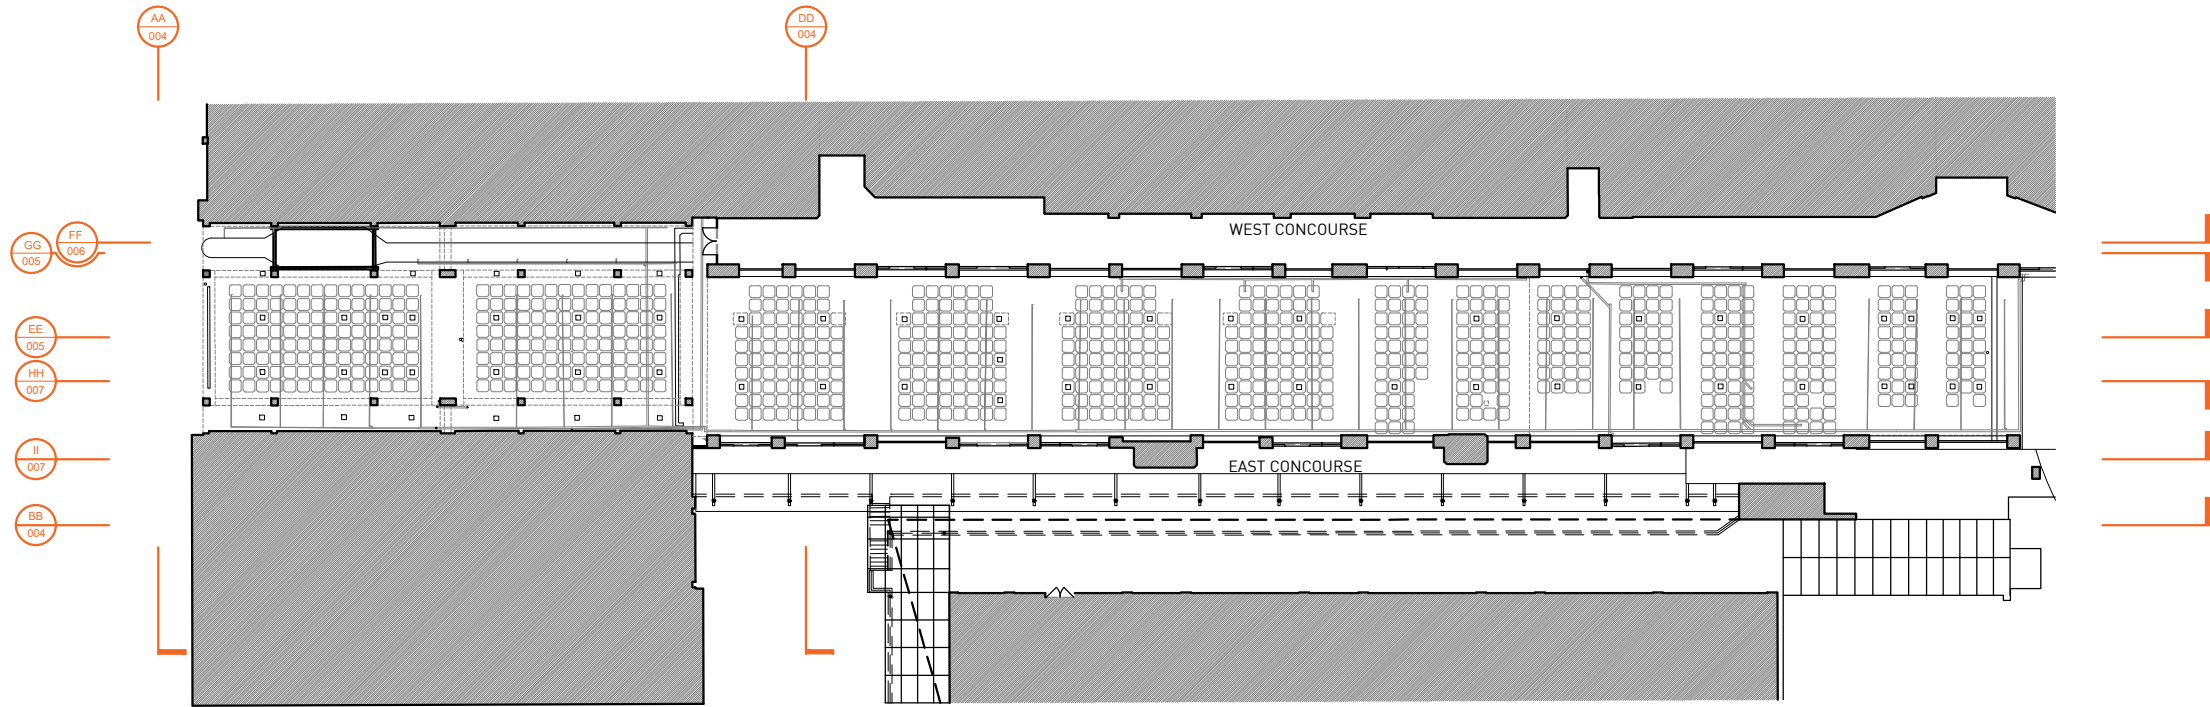 AA
004
DD
004
WEST CONCOURSE
FF
006
GG
005
EE
005
HH
007
EAST CONCOURSE
II
007
BB
004